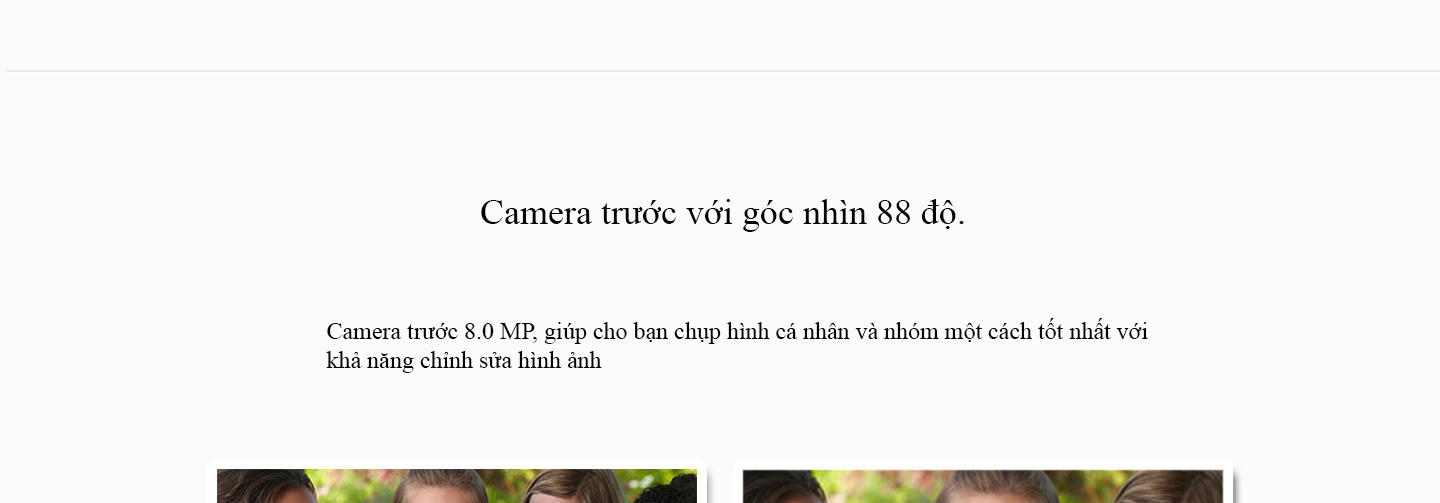 Camera trước với góc nhìn 88 độ.
Camera trước 8.0 MP, giúp cho bạn chụp hình cá nhân và nhóm một cách tốt nhất với
khả năng chỉnh sửa hình ảnh